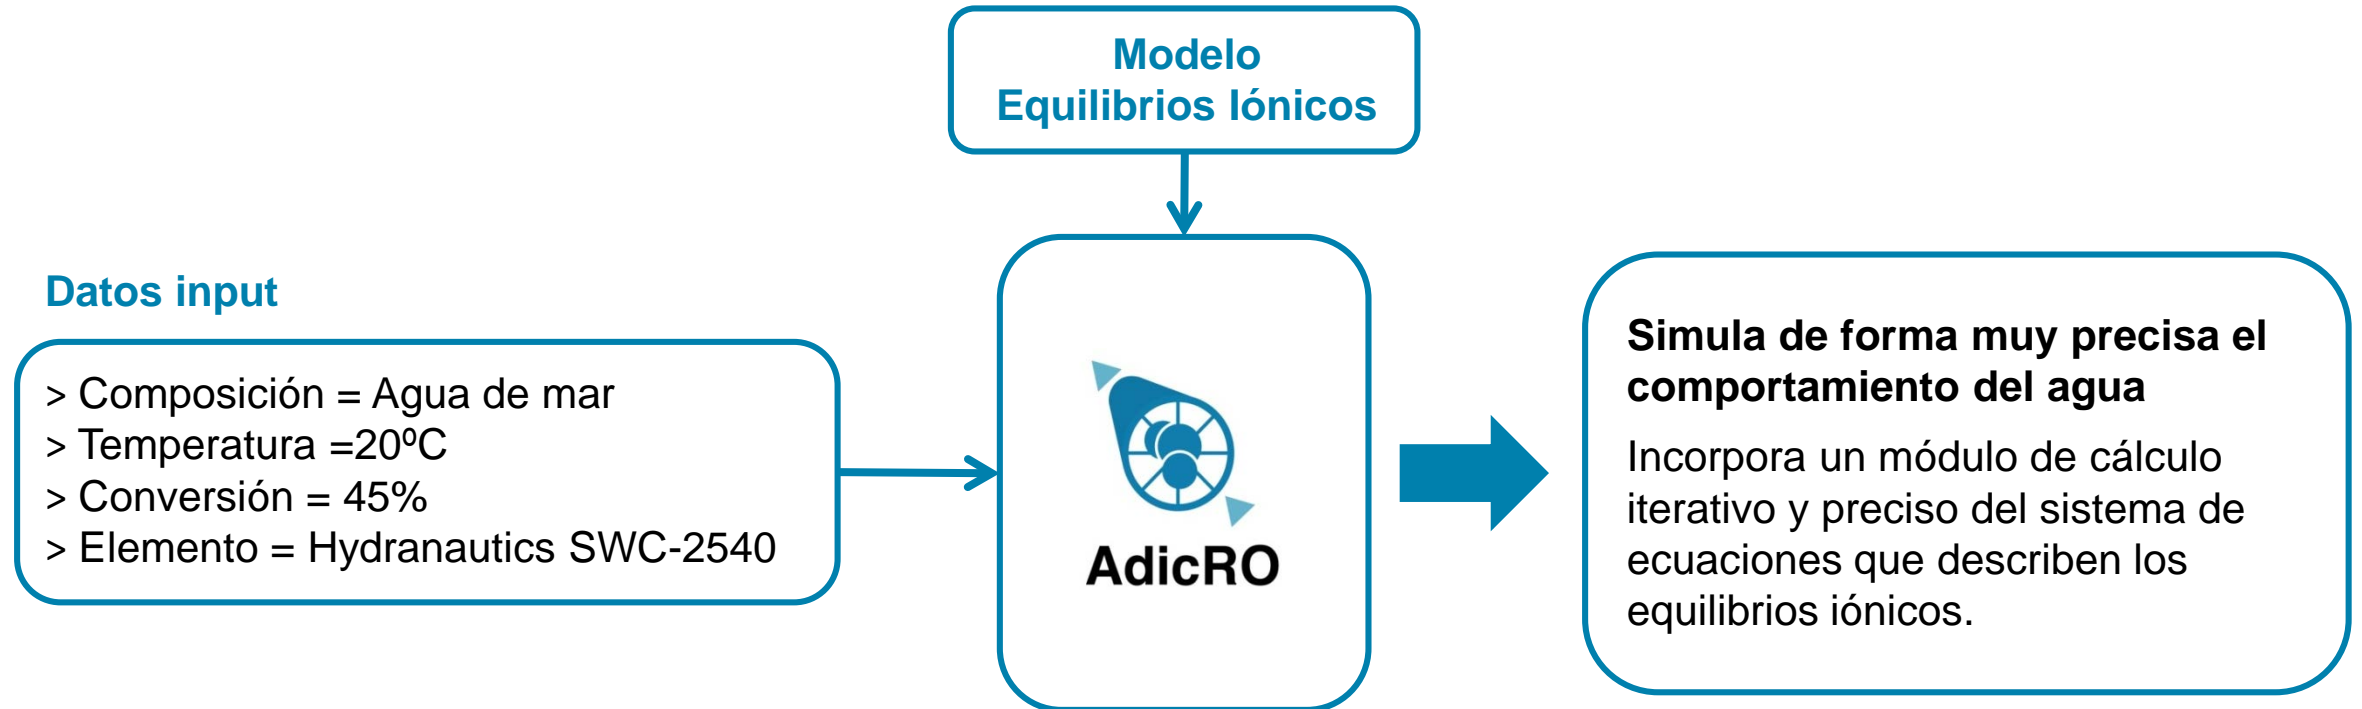 Modelo
Equilibrios Iónicos
Datos input
> Composición = Agua de mar
> Temperatura =20ºC
> Conversión = 45%
> Elemento = Hydranautics SWC-2540
AdicRO
Simula de forma muy precisa el
comportamiento del agua
Incorpora un módulo de cálculo
iterativo y preciso del sistema de
ecuaciones que describen los
equilibrios iónicos.